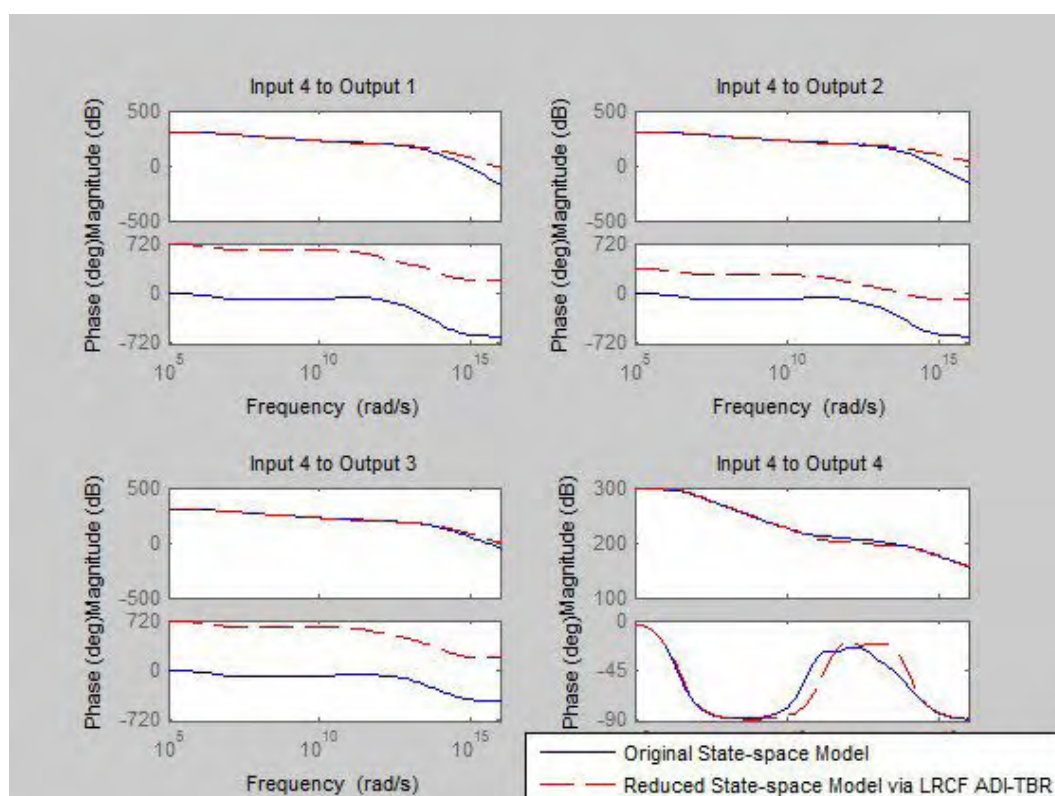 Input 4 to Output 1
Magnitude (dB)
500
0
-500
Phase (deg)
720
0
-720
10^5
10^10
10^15
Frequency (rad/s)
Input 4 to Output 2
Magnitude (dB)
500
0
-500
Phase (deg)
720
0
-720
10^5
10^10
10^15
Frequency (rad/s)
Input 4 to Output 3
Magnitude (dB)
500
0
-500
Phase (deg)
720
0
-720
10^5
10^10
10^15
Frequency (rad/s)
Input 4 to Output 4
Magnitude (dB)
300
200
100
Phase (deg)
0
-45
-90
Original State-space Model
Reduced State-space Model via LRCF ADI-TBR